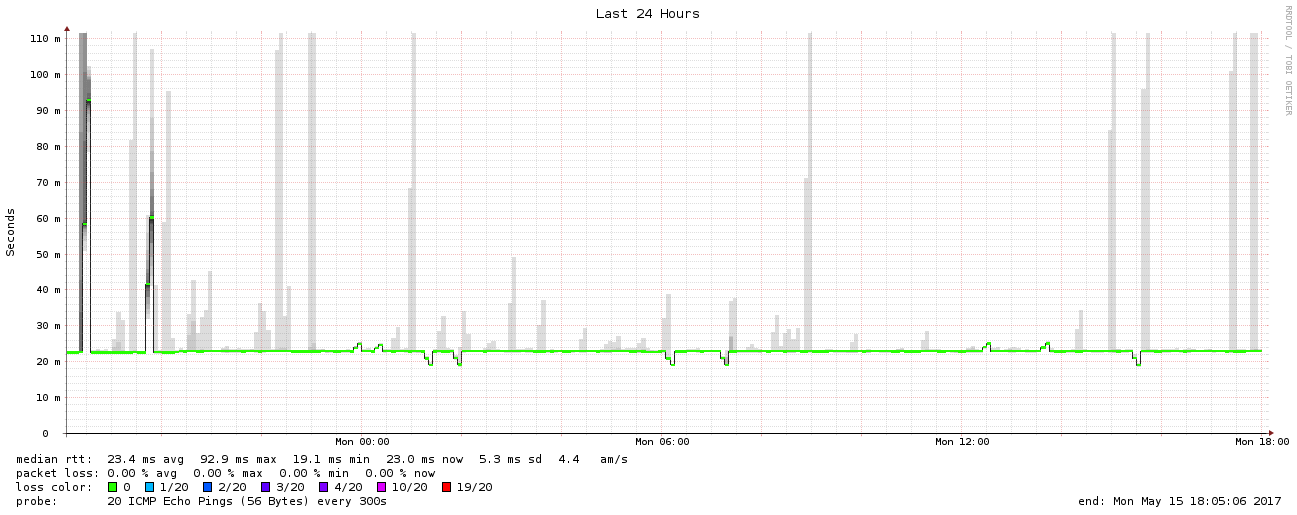 Last 24 Hours
RRDTOOL / TOBI OETIKER
Seconds
110 m
100 m
90 m
80 m
70 m
60 m
50 m
40 m
30 m
20 m
10 m
0
Mon 00:00 Mon 06:00 Mon 12:00 Mon 18:00
median rtt: 23.4 ms avg 92.9 ms max 19.1 ms min 23.0 ms now 5.3 ms sd 4.4 am/s
packet loss: 0.00 % avg 0.00 % max 0.00 % min 0.00 % now
loss color: 0 1/20 2/20 3/20 4/20 10/20 19/20
probe: 20 ICMP Echo Pings (56 Bytes) every 300s end: Mon May 15 18:05:06 2017